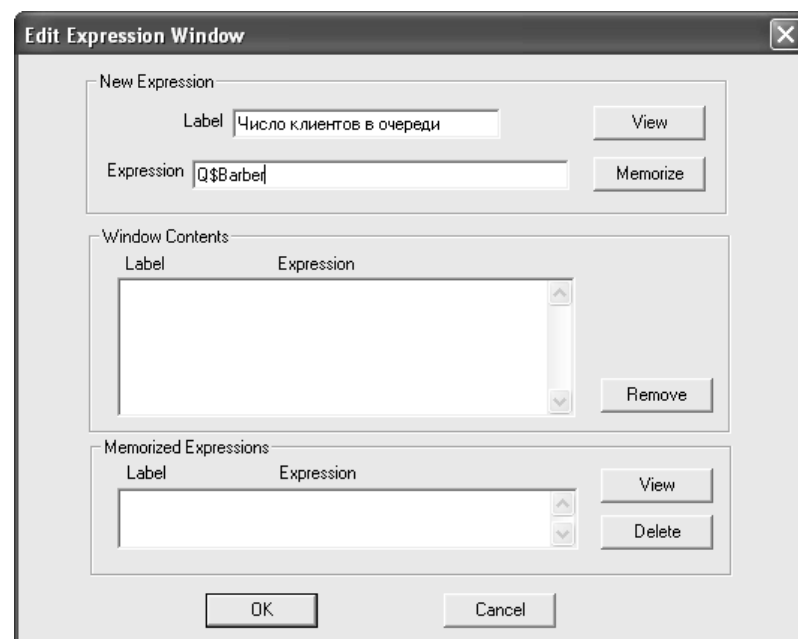 Edit Expression Window
New Expression
Label Число клиентов в очереди View
Expression Q$Barber Memorize
Window Contents
Label Expression
Remove
Memorized Expressions
Label Expression
View
Delete
OK Cancel